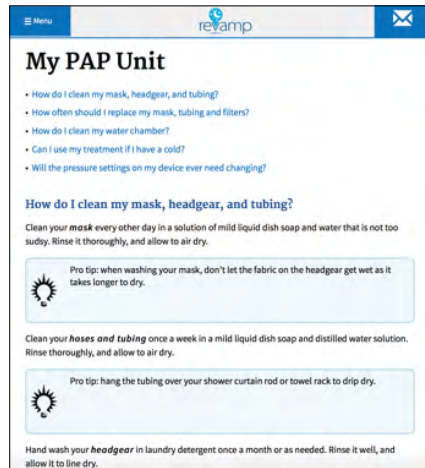 ≡ Menu
revamp
My PAP Unit
• How do I clean my mask, headgear, and tubing?
• How often should I replace my mask, tubing and filters?
• How do I clean my water chamber?
• Can I use my treatment if I have a cold?
• Will the pressure settings on my device ever need changing?
How do I clean my mask, headgear, and tubing?
Clean your mask every other day in a solution of mild liquid dish soap and water that is not too
sudsy. Rinse it thoroughly, and allow to air dry.
Pro tip: when washing your mask, don't let the fabric on the headgear get wet as it
takes longer to dry.
Clean your hoses and tubing once a week in a mild liquid dish soap and distilled water solution.
Rinse thoroughly, and allow to air dry.
Pro tip: hang the tubing over your shower curtain rod or towel rack to drip dry.
Hand wash your headgear in laundry detergent once a month or as needed. Rinse it well, and
allow it to line dry.